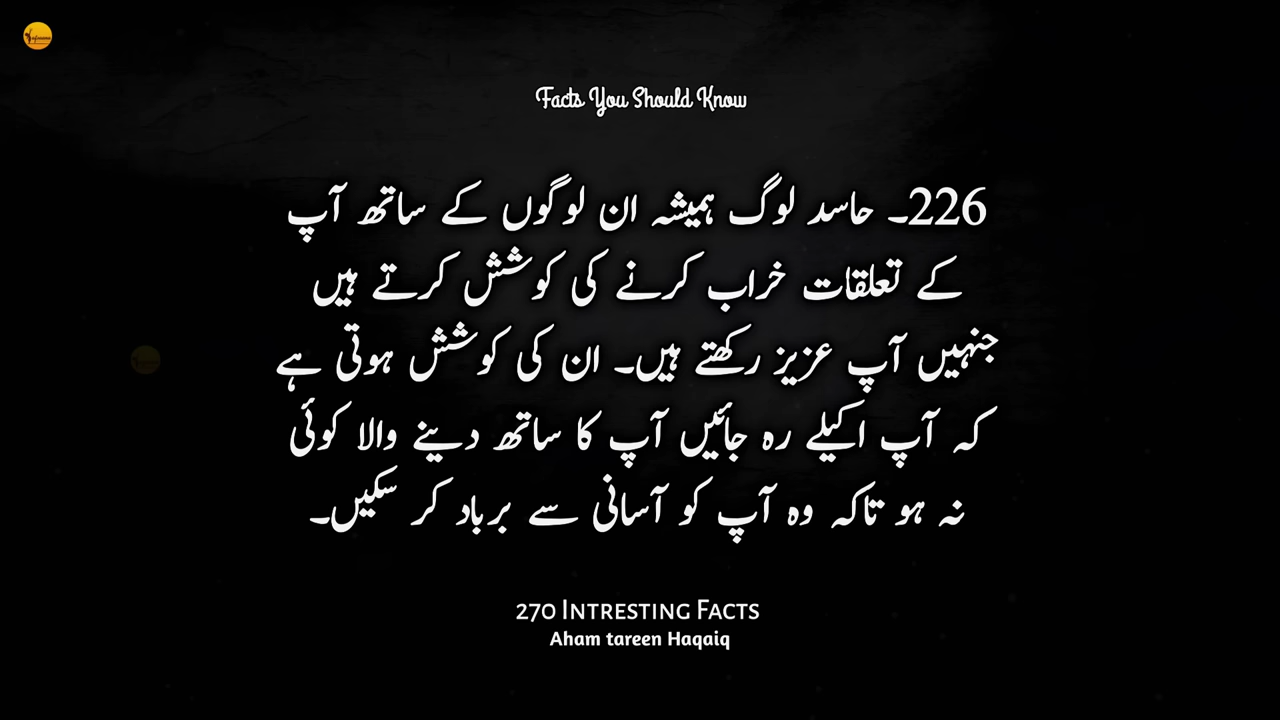 Facts You Should Know
226۔ حاسد لوگ ہمیشہ ان لوگوں کے ساتھ آپ
کے تعلقات خراب کرنے کی کوشش کرتے ہیں
جنہیں آپ عزیز رکھتے ہیں۔ ان کی کوشش ہوتی ہے
کہ آپ اکیلے رہ جائیں آپ کا ساتھ دینے والا کوئی
نہ ہو تاکہ وہ آپ کو آسانی سے برباد کر سکیں۔
270 Intresting Facts
Aham tareen Haqaiq